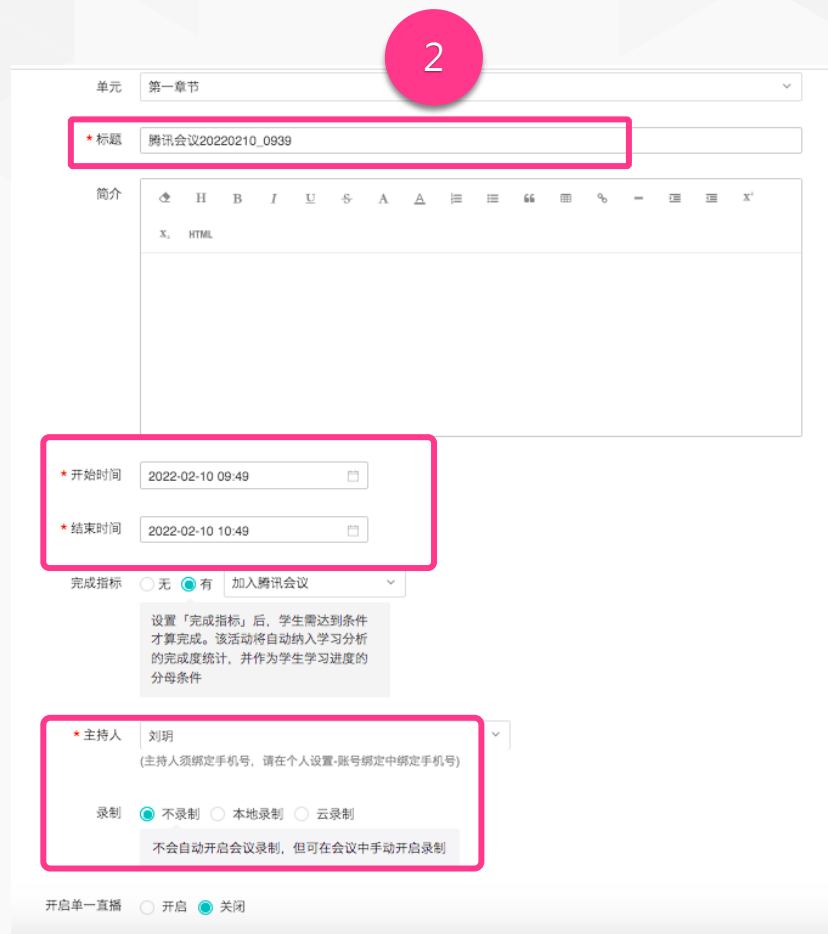 2
单元 第一章节
* 标题 腾讯会议20220210_0939
简介
H B I U S A A X²
X₂ HTML
* 开始时间 2022-02-10 09:49
* 结束时间 2022-02-10 10:49
完成指标 无 有 加入腾讯会议
设置「完成指标」后，学生需达到条件
才算完成。该活动将自动纳入学习分析
的完成度统计，并作为学生学习进度的
分母条件
* 主持人 刘玥
(主持人须绑定手机号，请在个人设置-账号绑定中绑定手机号)
录制 不录制 本地录制 云录制
不会自动开启会议录制，但可在会议中手动开启录制
开启单一直播 开启 关闭